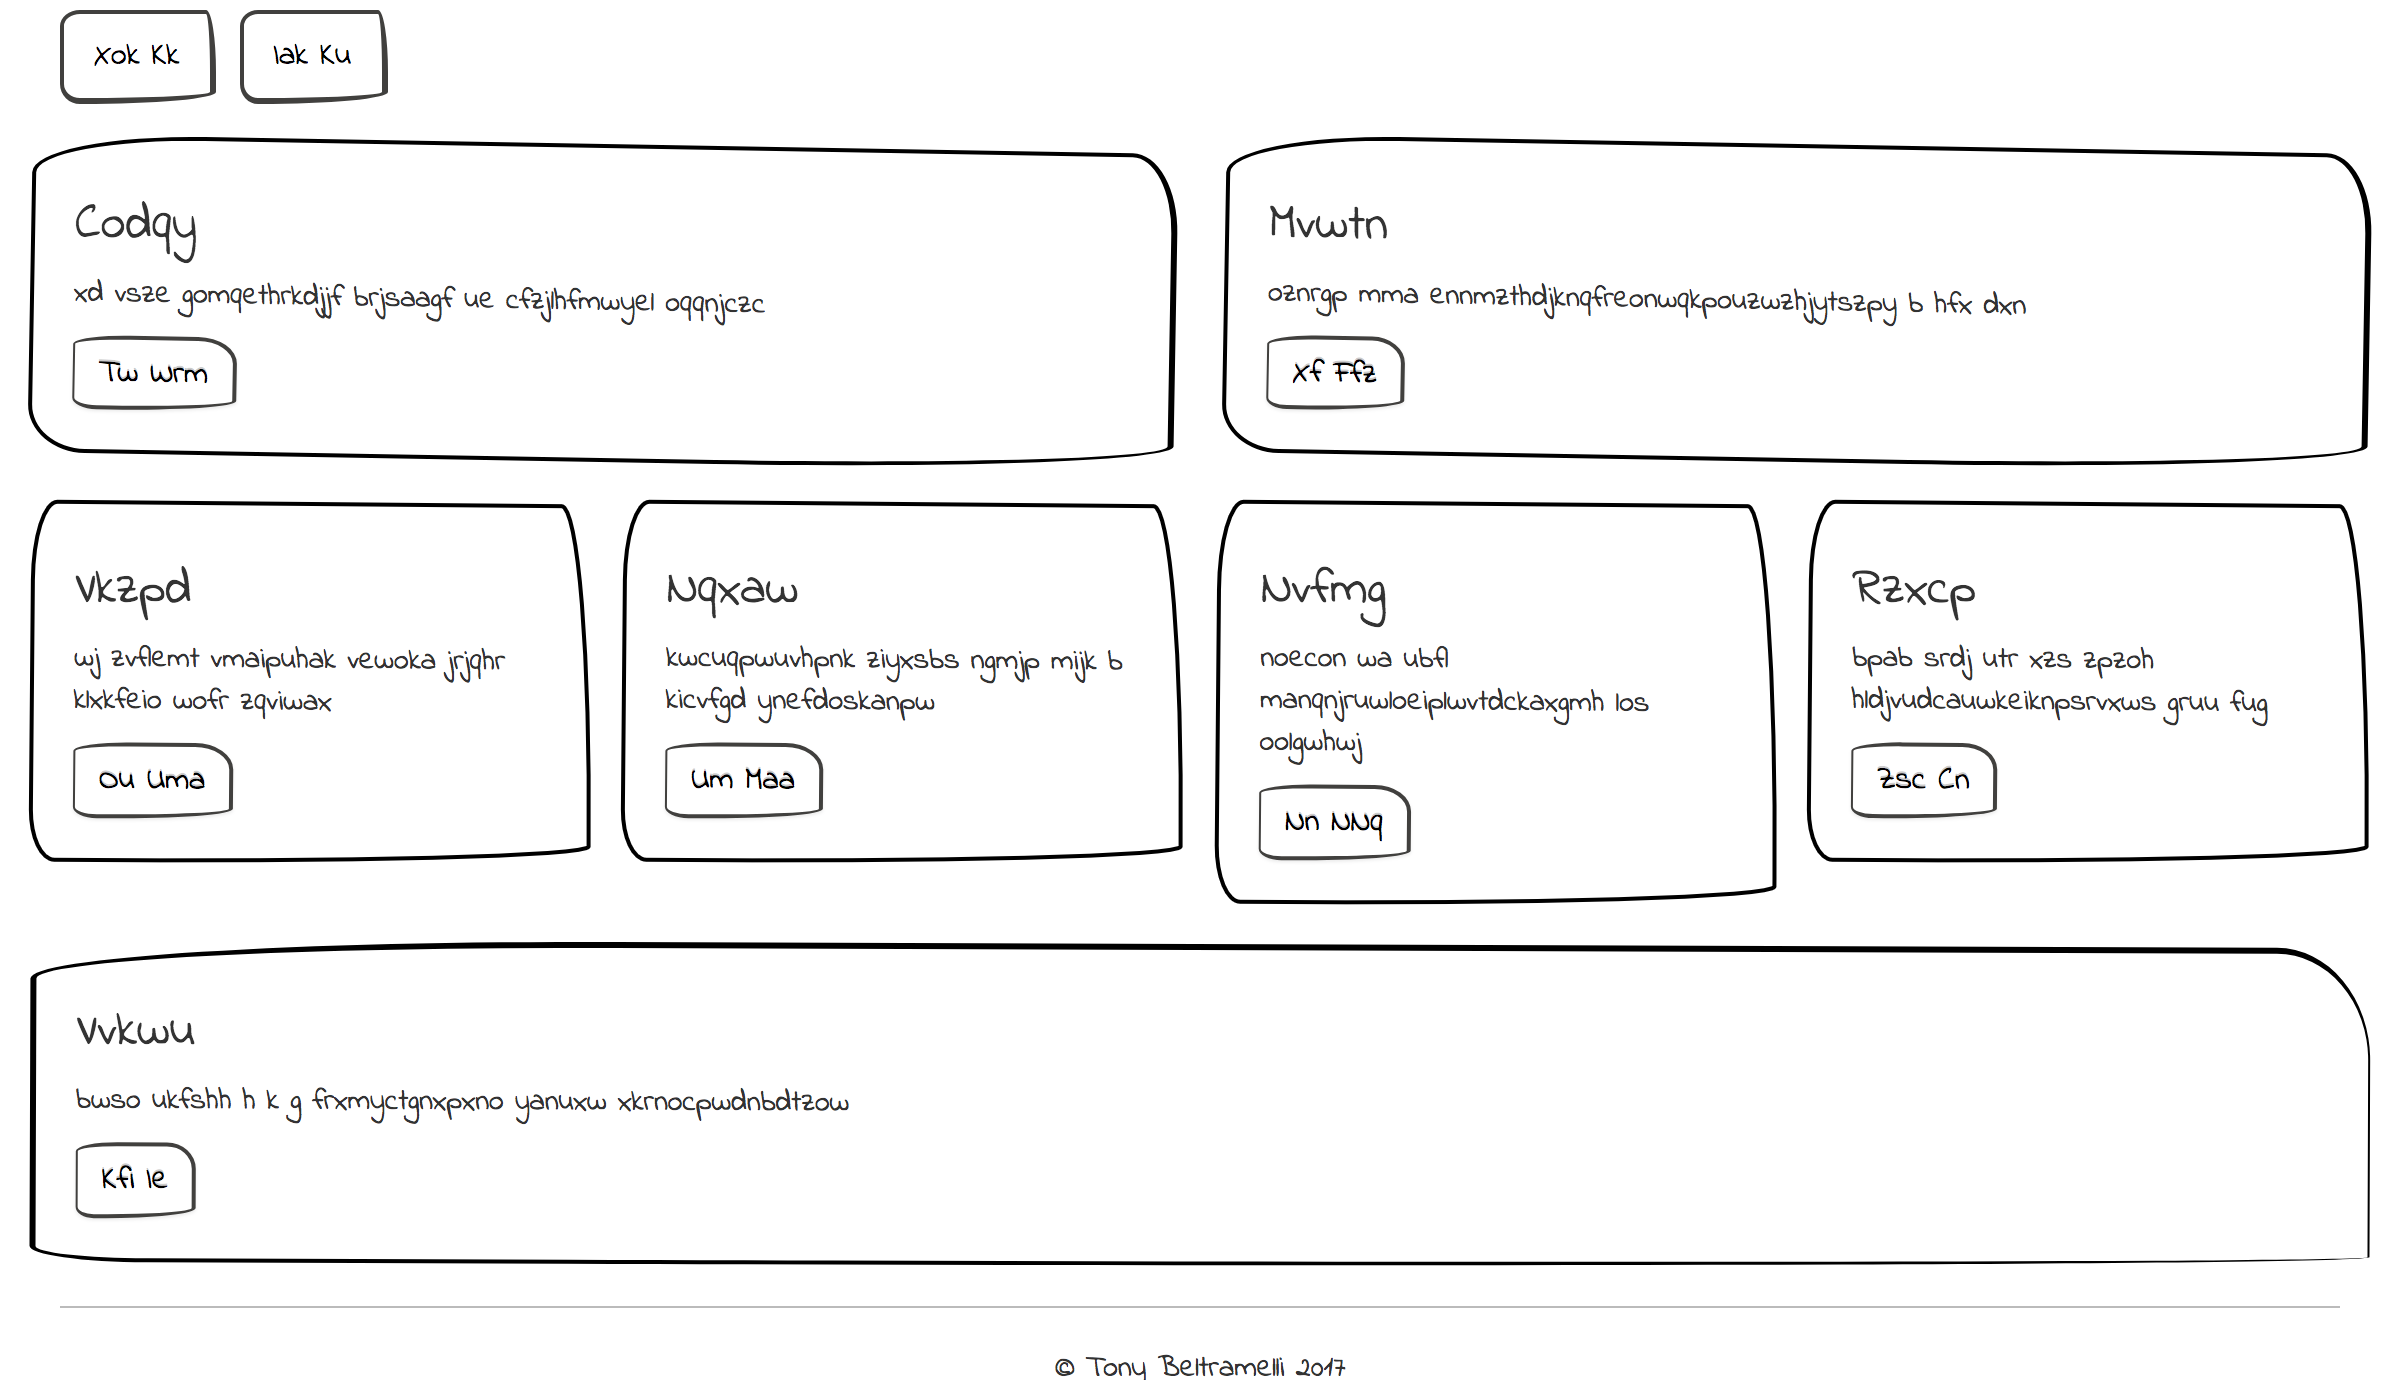 Xok Kk
Iak Ku
Codqy
xd vsze gomqethrkdjjf brjsaagf ue cfzjlhfmwyel oqqnjczc
Tw Wrm
Mvwtn
oznrgp mma ennmzthdjknqfreonwqkpouzwzhjytszpy b hfx dxn
Xf Ffz
Vkzpd
wj zvflemt vmaipuhak vewoka jrjqhr
klxkfeio wofr zqviwax
Ou Uma
Nqxaw
kwcuqpwuvhpnk ziyxsbs ngmjp mijk b
kicvfgd ynefdoskanpw
Um Maa
Nvfmg
noecon wa ubfl
manqnjruwloeiplwvtdckaxgmh los
oolgwhwj
Nn NNq
Rzxcp
bpab srdj utr xzs zpzoh
hldjvudcauwkeiknpsrvxws gruu fug
Zsc Cn
Vvkwu
bwso ukfshh h k g frxmyctgnxpxno yanuxw xkrnocpwdnbdtzow
Kfi Ie
© Tony Beltramelli 2017